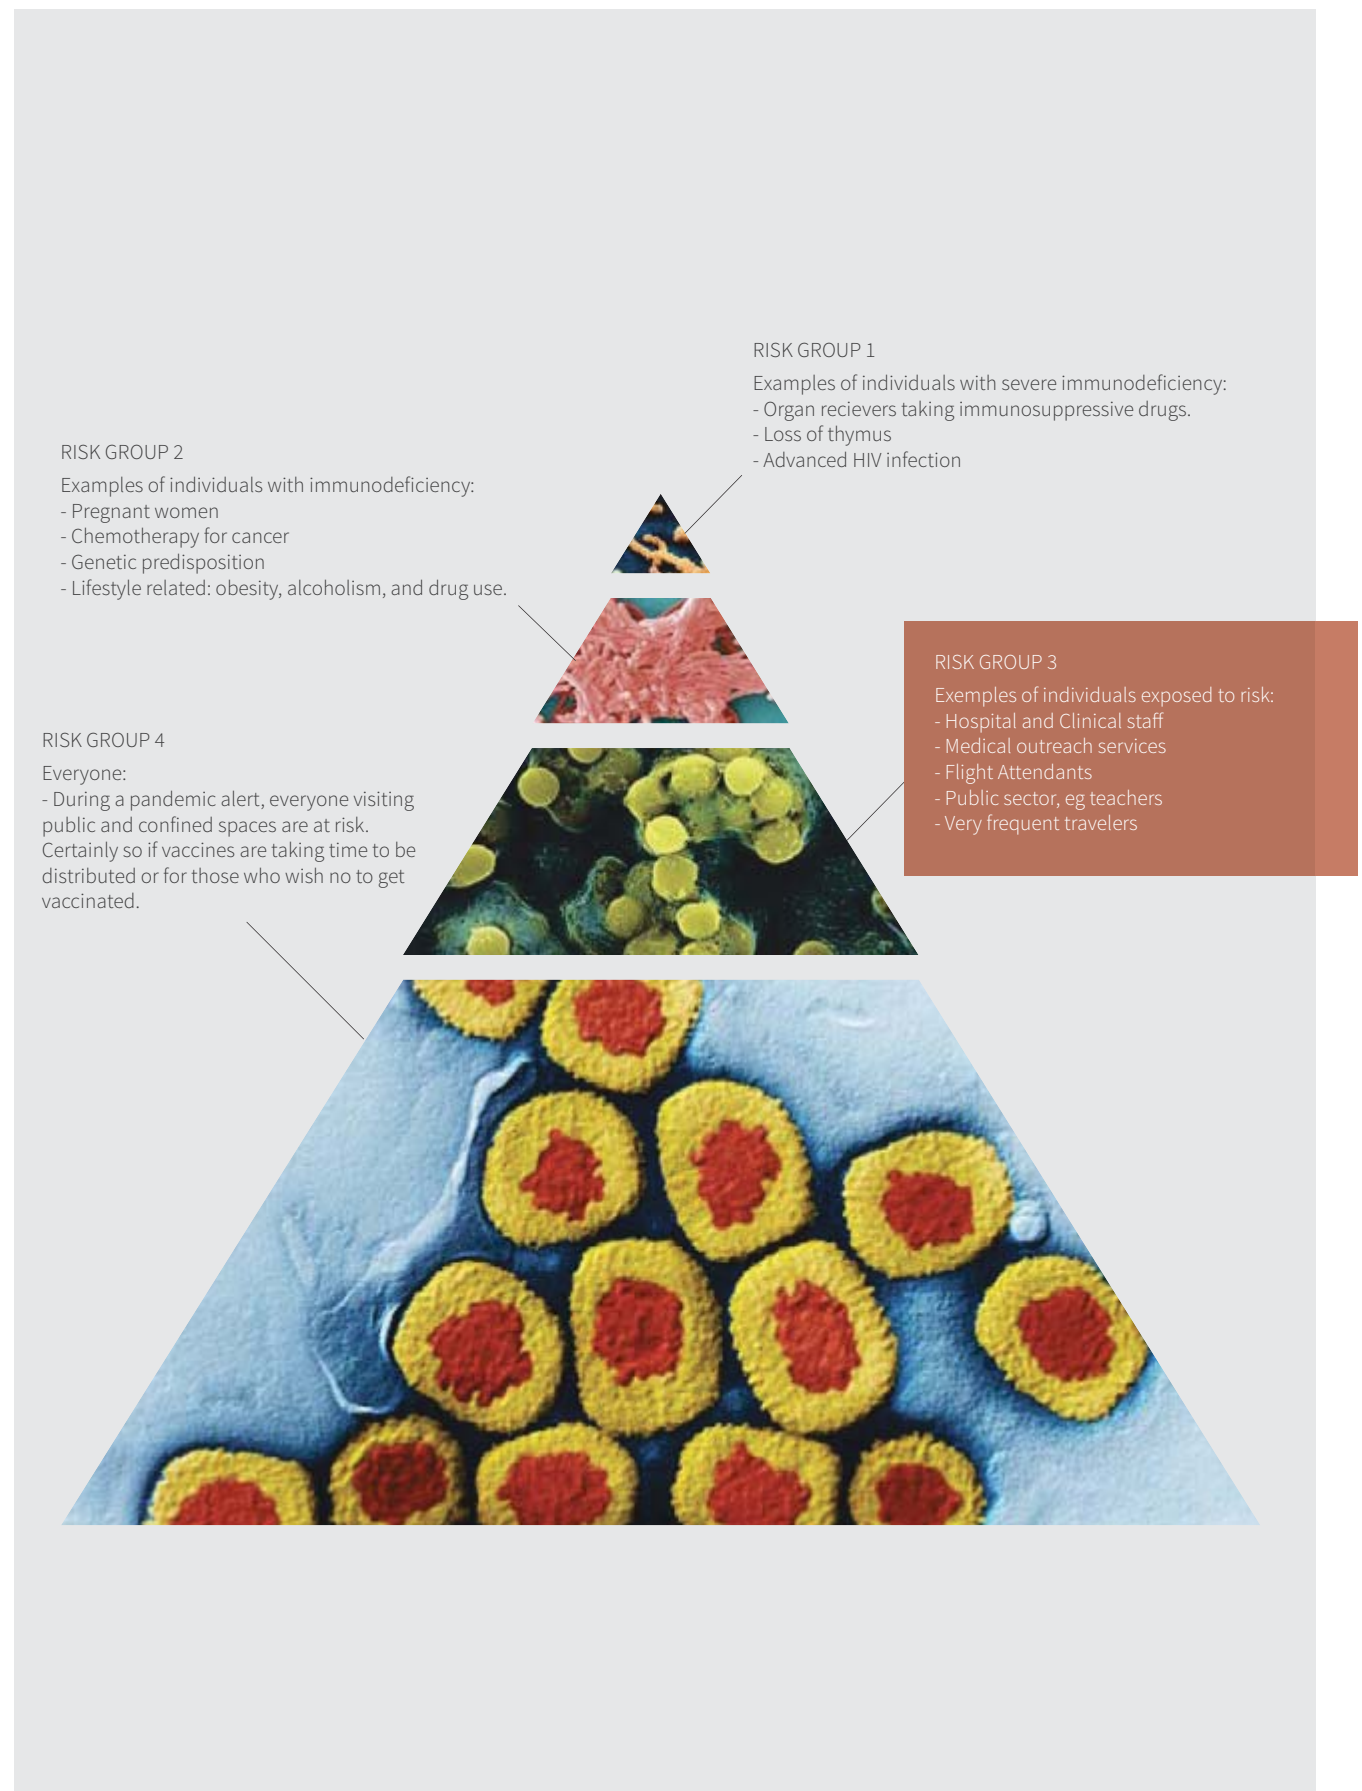 RISK GROUP 1
Examples of individuals with severe immunodeficiency:
- Organ recievers taking immunosuppressive drugs.
- Loss of thymus
- Advanced HIV infection
RISK GROUP 2
Examples of individuals with immunodeficiency:
- Pregnant women
- Chemotherapy for cancer
- Genetic predisposition
- Lifestyle related: obesity, alcoholism, and drug use.
RISK GROUP 3
Exemples of individuals exposed to risk:
- Hospital and Clinical staff
- Medical outreach services
- Flight Attendants
- Public sector, eg teachers
- Very frequent travelers
RISK GROUP 4
Everyone:
- During a pandemic alert, everyone visiting
public and confined spaces are at risk.
Certainly so if vaccines are taking time to be
distributed or for those who wish no to get
vaccinated.